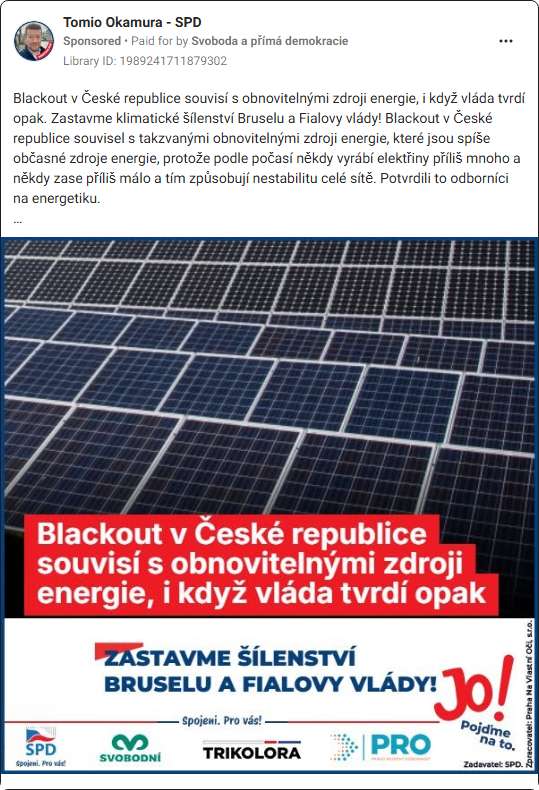 Tomio Okamura - SPD
Sponsored • Paid for by Svoboda a přímá demokracie
Library ID: 1989241711879302
Blackout v České republice souvisí s obnovitelnými zdroji energie, i když vláda tvrdí
opak. Zastavme klimatické šílenství Bruselu a Fialovy vlády! Blackout v České
republice souvisel s takzvanými obnovitelnými zdroji energie, které jsou spíše
občasné zdroje energie, protože podle počasí někdy vyrábí elektřiny příliš mnoho a
někdy zase příliš málo a tím způsobují nestabilitu celé sítě. Potvrdili to odborníci
na energetiku.
...
Blackout v České republice
souvisí s obnovitelnými zdroji
energie, i když vláda tvrdí opak
ZASTAVME ŠÍLENSTVÍ
BRUSELU A FIALOVY VLÁDY!
Jo!
Pojďme
na to.
Spojeni. Pro vás!
SPD
Spojeni. Pro vás!
SVOBODNÍ
TRIKOLORA
PRO
PRÁVO RESPEKT ODBORNOST
Zadavatel: SPD.
Zpracovatel: Praha Na Vlastní Oči, s.r.o.